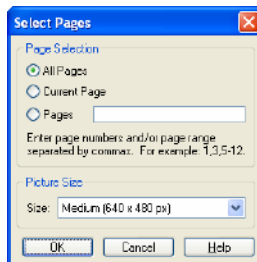 Select Pages
Page Selection
All Pages
Current Page
Pages
Enter page numbers and/or page range
separated by commas. For example: 1,3,5-12.
Picture Size
Size: Medium (640 x 480 px)
OK Cancel Help